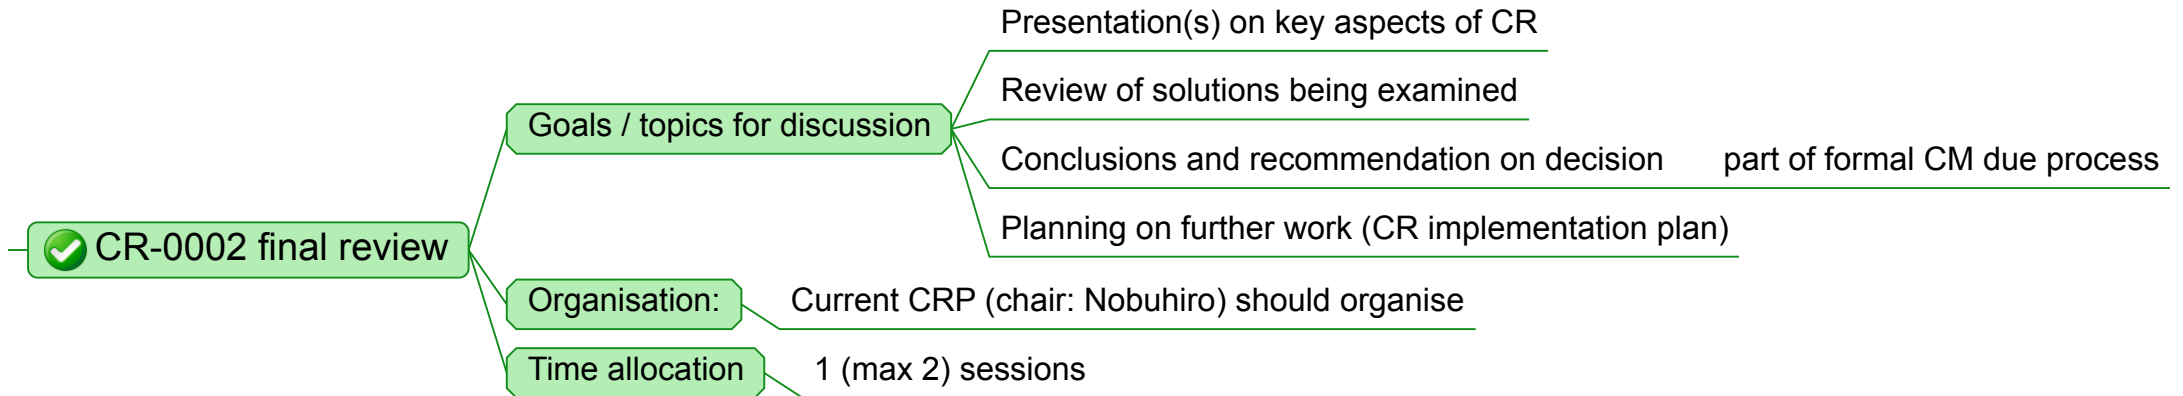 Presentation(s) on key aspects of CR
Review of solutions being examined
Goals / topics for discussion
Conclusions and recommendation on decision part of formal CM due process
Planning on further work (CR implementation plan)
CR-0002 final review
Organisation: Current CRP (chair: Nobuhiro) should organise
Time allocation 1 (max 2) sessions